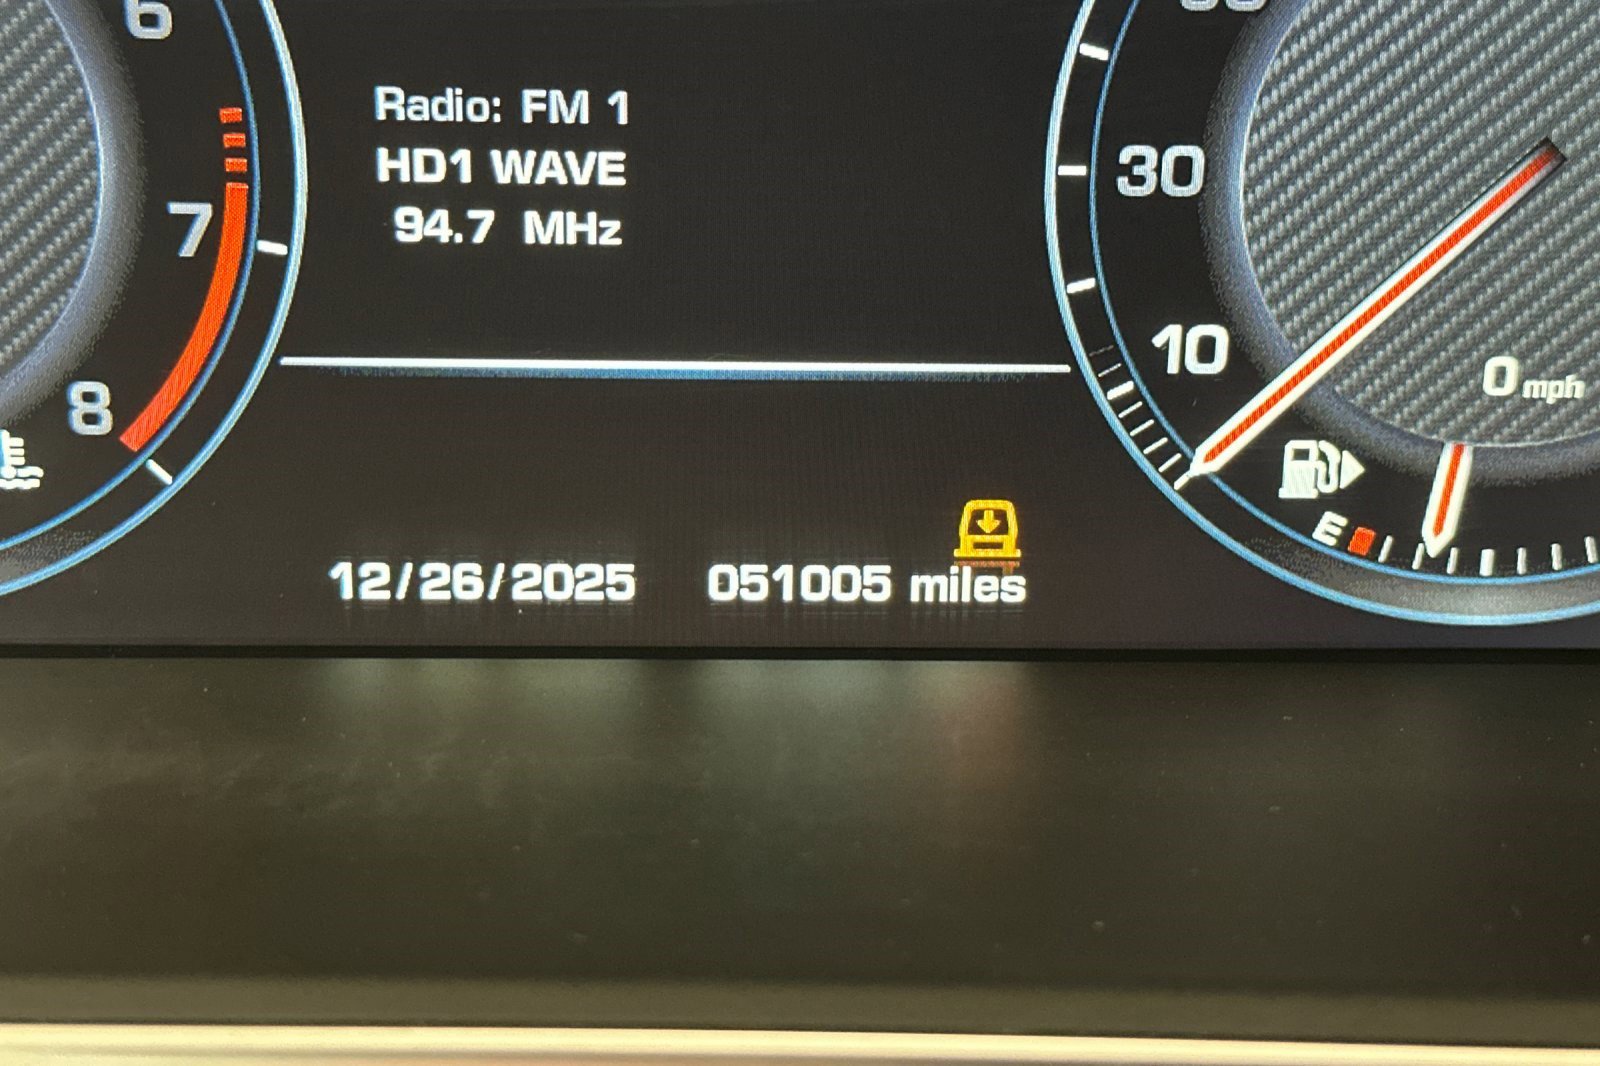 6
Radio: FM 1
HD1 WAVE
94.7 MHz
7
30
10
0 mph
8
E
12/26/2025 051005 miles